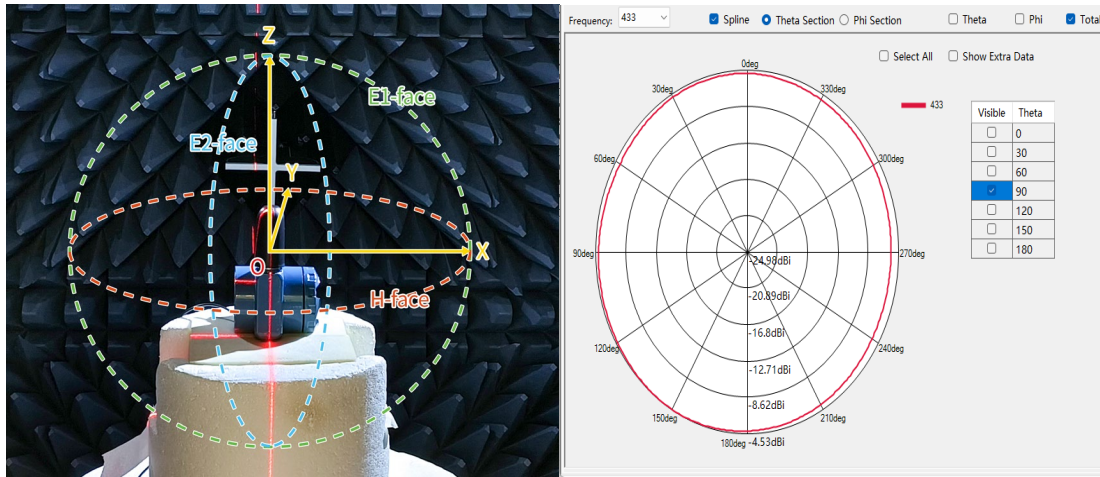 Z
E1-face
E2-face
Y
X
O
H-face
Frequency: 433 Spline Theta Section Phi Section Theta Phi Total
Select All Show Extra Data
0deg
30deg
330deg
433
Visible Theta
0
30
60
90
120
150
180
60deg
300deg
90deg
270deg
-24.98dBi
-20.89dBi
-16.8dBi
120deg
240deg
-12.71dBi
-8.62dBi
150deg
210deg
180deg -4.53dBi